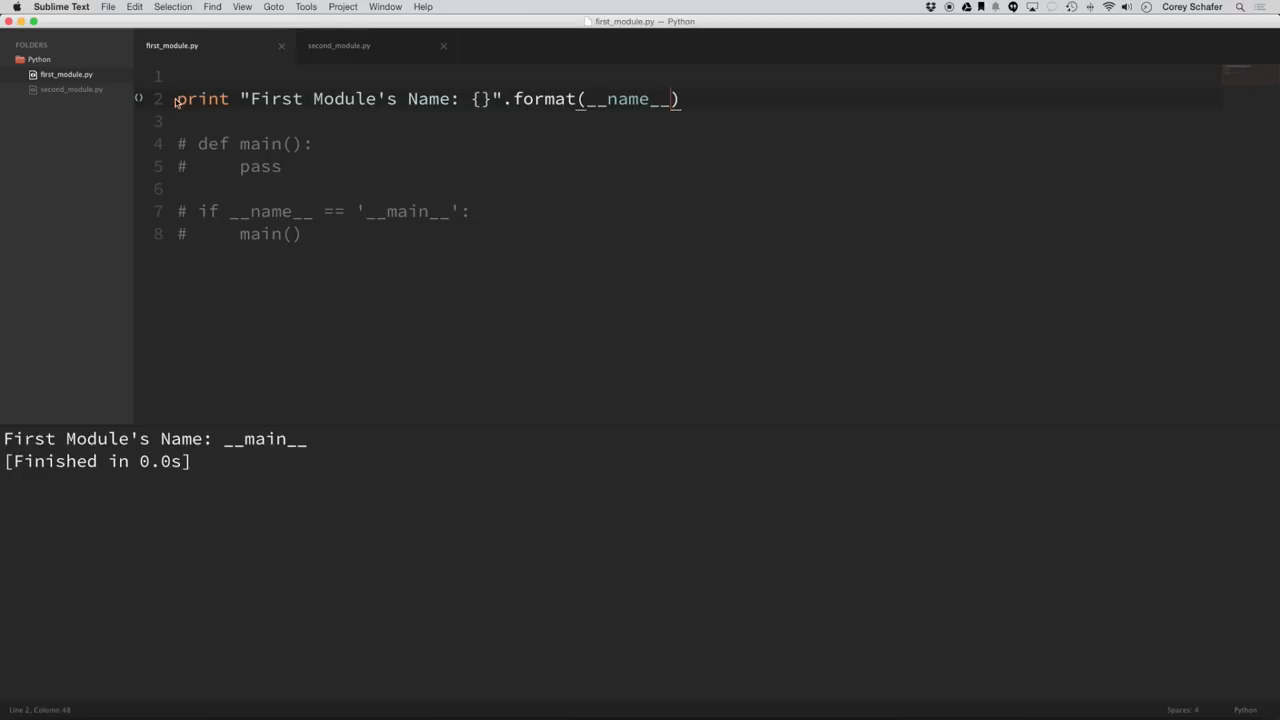 Sublime Text File Edit Selection Find View Goto Tools Project Window Help Corey Schafer
first_module.py — Python
FOLDERS
Python
first_module.py
second_module.py
first_module.py second_module.py
1
2 print "First Module's Name: {}".format(__name__)
3
4 # def main():
5 #     pass
6
7 # if __name__ == '__main__':
8 #     main()
First Module's Name: __main__
[Finished in 0.0s]
Line 2, Column 48 Spaces: 4 Python